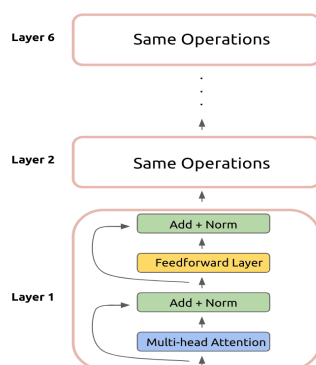 Layer 6
Same Operations
.
.
.
Layer 2
Same Operations
Add + Norm
Feedforward Layer
Layer 1
Add + Norm
Multi-head Attention